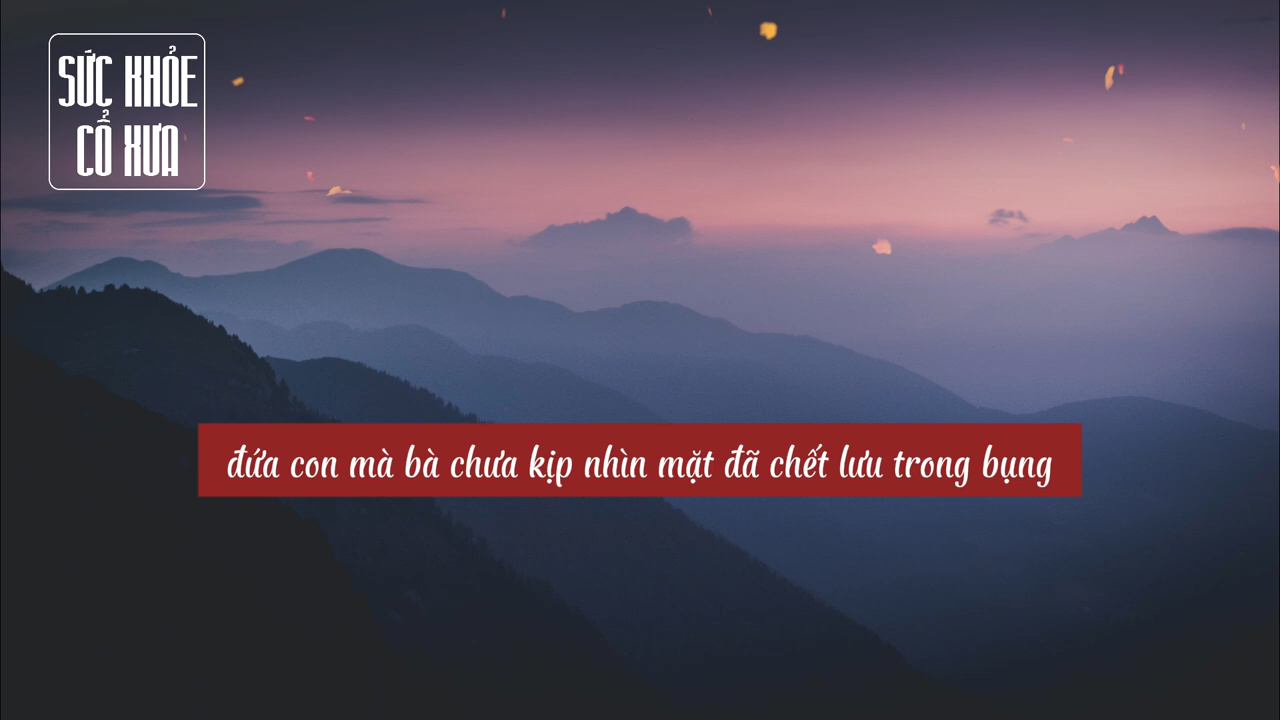 SỨC KHỎE
CỔ XƯA
đứa con mà bà chưa kịp nhìn mặt đã chết lưu trong bụng